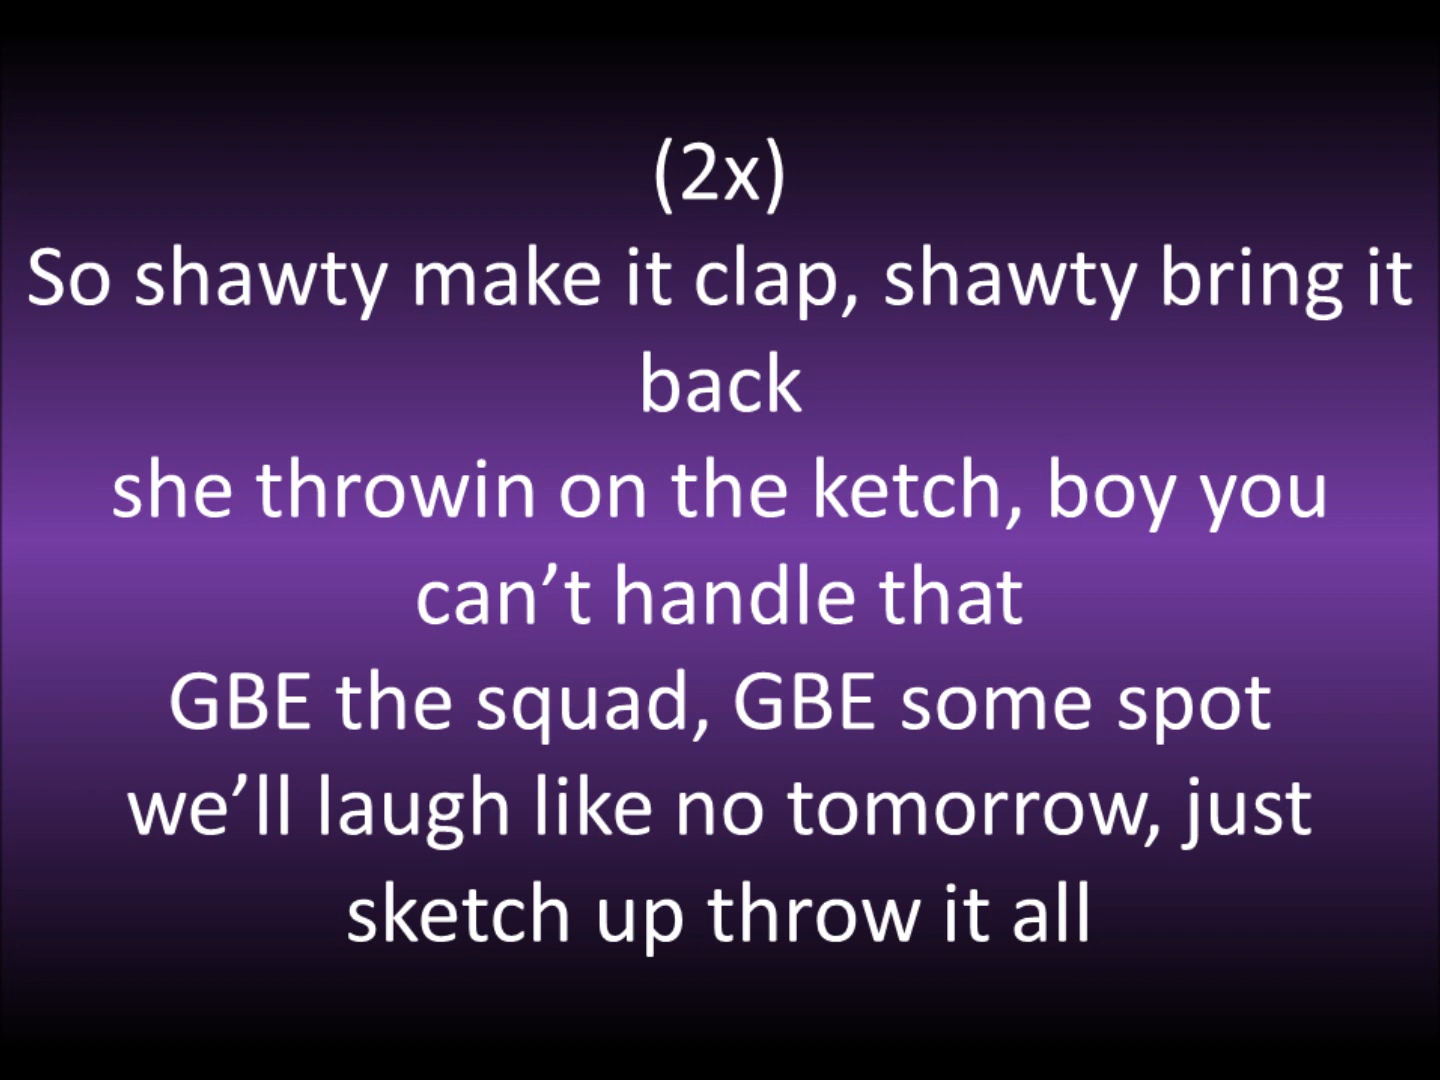 (2x)
So shawty make it clap, shawty bring it
back
she throwin on the ketch, boy you
can’t handle that
GBE the squad, GBE some spot
we’ll laugh like no tomorrow, just
sketch up throw it all